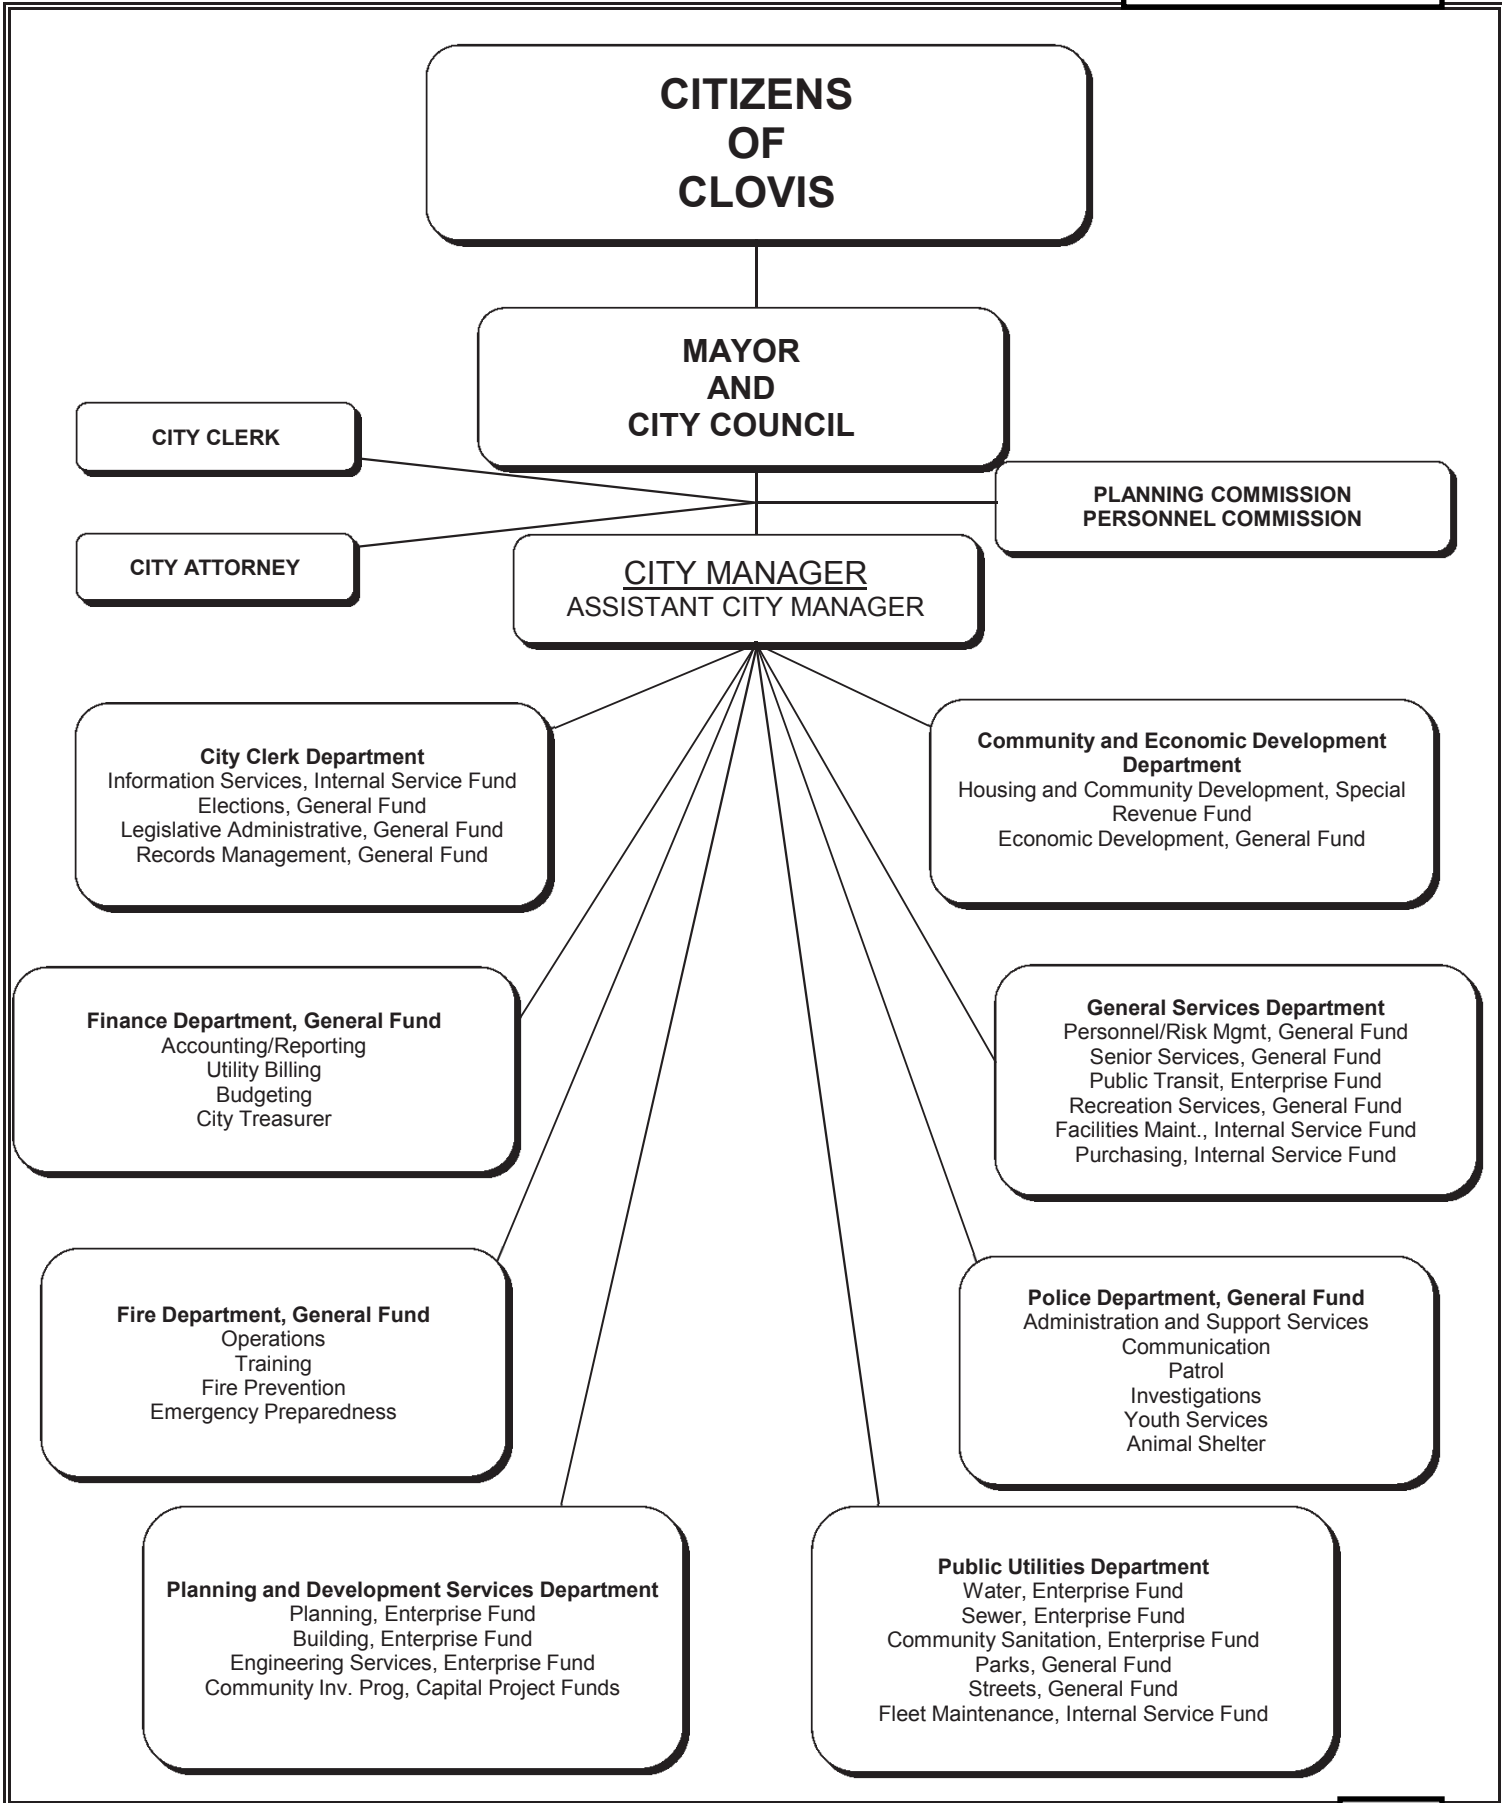 CITIZENS
OF
CLOVIS
MAYOR
AND
CITY COUNCIL
CITY CLERK
PLANNING COMMISSION
PERSONNEL COMMISSION
CITY ATTORNEY
CITY MANAGER
ASSISTANT CITY MANAGER
City Clerk Department
Information Services, Internal Service Fund
Elections, General Fund
Legislative Administrative, General Fund
Records Management, General Fund
Community and Economic Development
Department
Housing and Community Development, Special
Revenue Fund
Economic Development, General Fund
Finance Department, General Fund
Accounting/Reporting
Utility Billing
Budgeting
City Treasurer
General Services Department
Personnel/Risk Mgmt, General Fund
Senior Services, General Fund
Public Transit, Enterprise Fund
Recreation Services, General Fund
Facilities Maint., Internal Service Fund
Purchasing, Internal Service Fund
Fire Department, General Fund
Operations
Training
Fire Prevention
Emergency Preparedness
Police Department, General Fund
Administration and Support Services
Communication
Patrol
Investigations
Youth Services
Animal Shelter
Planning and Development Services Department
Planning, Enterprise Fund
Building, Enterprise Fund
Engineering Services, Enterprise Fund
Community Inv. Prog, Capital Project Funds
Public Utilities Department
Water, Enterprise Fund
Sewer, Enterprise Fund
Community Sanitation, Enterprise Fund
Parks, General Fund
Streets, General Fund
Fleet Maintenance, Internal Service Fund